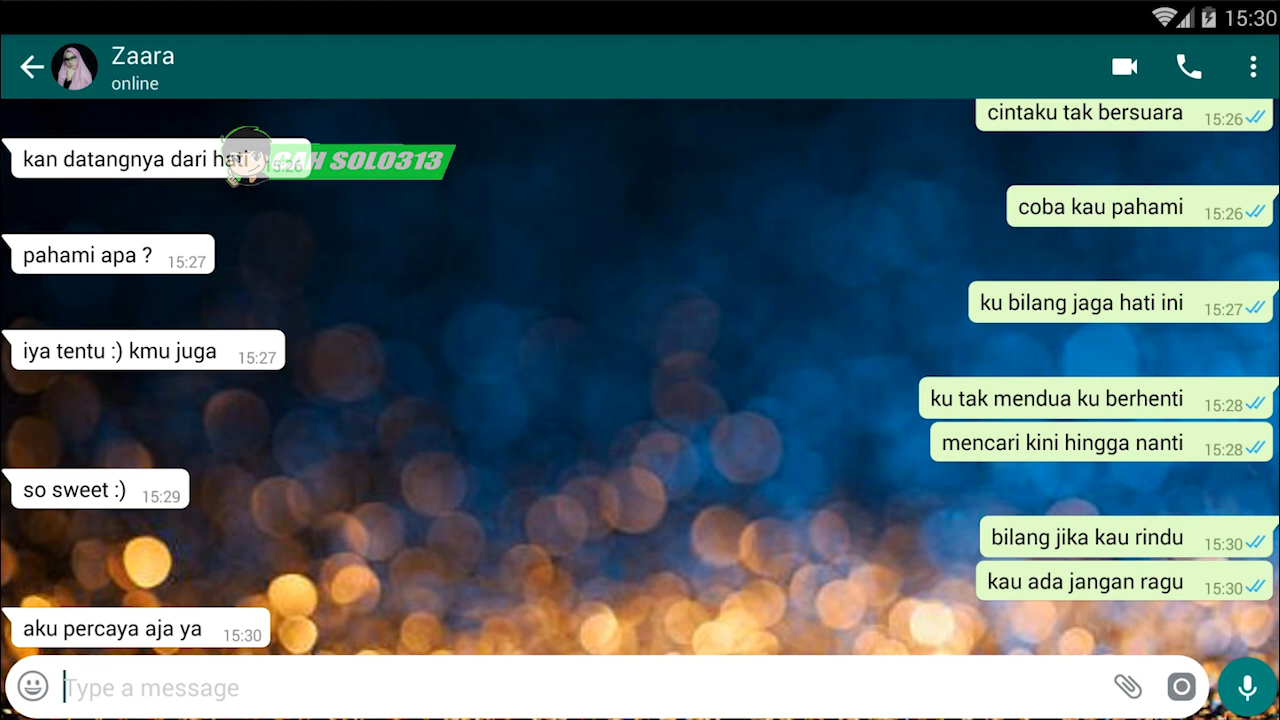 15:30
Zaara
online
cintaku tak bersuara 15:26
kan datangnya dari hati 15:26
CAH SOLO313
coba kau pahami 15:26
pahami apa ? 15:27
ku bilang jaga hati ini 15:27
iya tentu :) kmu juga 15:27
ku tak mendua ku berhenti 15:28
mencari kini hingga nanti 15:28
so sweet :) 15:29
bilang jika kau rindu 15:30
kau ada jangan ragu 15:30
aku percaya aja ya 15:30
Type a message